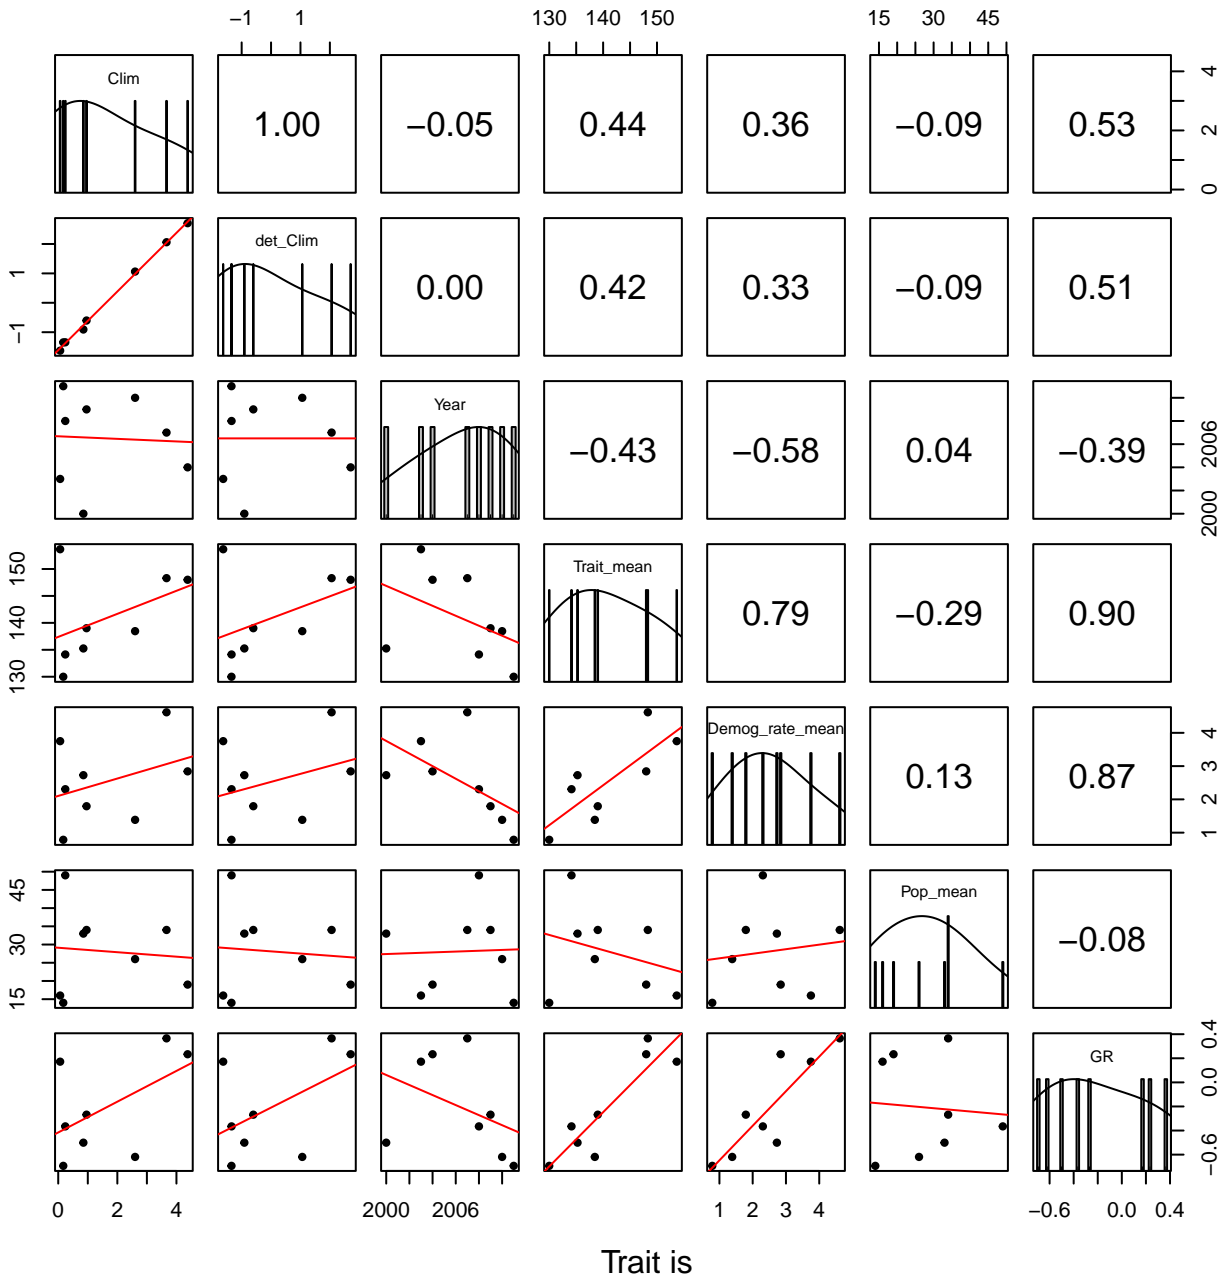 −1 1 130 140 150 15 30 45
Clim 1.00 −0.05 0.44 0.36 −0.09 0.53 0 2 4
−1 1 det_Clim 0.00 0.42 0.33 −0.09 0.51
Year −0.43 −0.58 0.04 −0.39 2000 2006
130 140 150 Trait_mean 0.79 −0.29 0.90
Demog_rate_mean 0.13 0.87 1 2 3 4
15 30 45 Pop_mean −0.08
GR −0.6 0.0 0.4
0 2 4 2000 2006 1 2 3 4 −0.6 0.0 0.4
Trait is